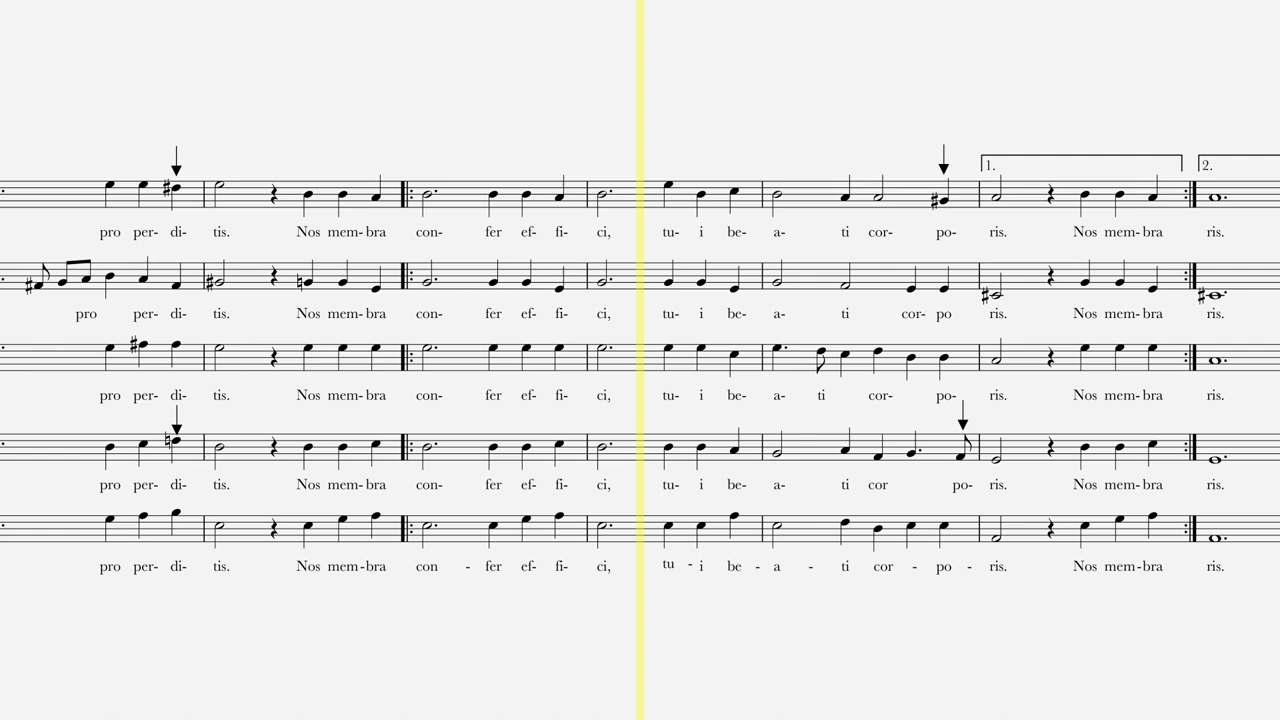 1. 2.
pro per- di- tis. Nos mem-bra con- fer ef- fi- ci, tu- i be- a- ti cor- po- ris. Nos mem-bra ris.
pro per- di- tis. Nos mem-bra con- fer ef- fi- ci, tu- i be- a- ti cor- po ris. Nos mem-bra ris.
pro per- di- tis. Nos mem-bra con- fer ef- fi- ci, tu- i be- a- ti cor- po- ris. Nos mem-bra ris.
pro per- di- tis. Nos mem-bra con- fer ef- fi- ci, tu- i be- a- ti cor po- ris. Nos mem-bra ris.
pro per- di- tis. Nos mem-bra con - fer ef- fi- ci, tu - i be - a - ti cor - po - ris. Nos mem-bra ris.